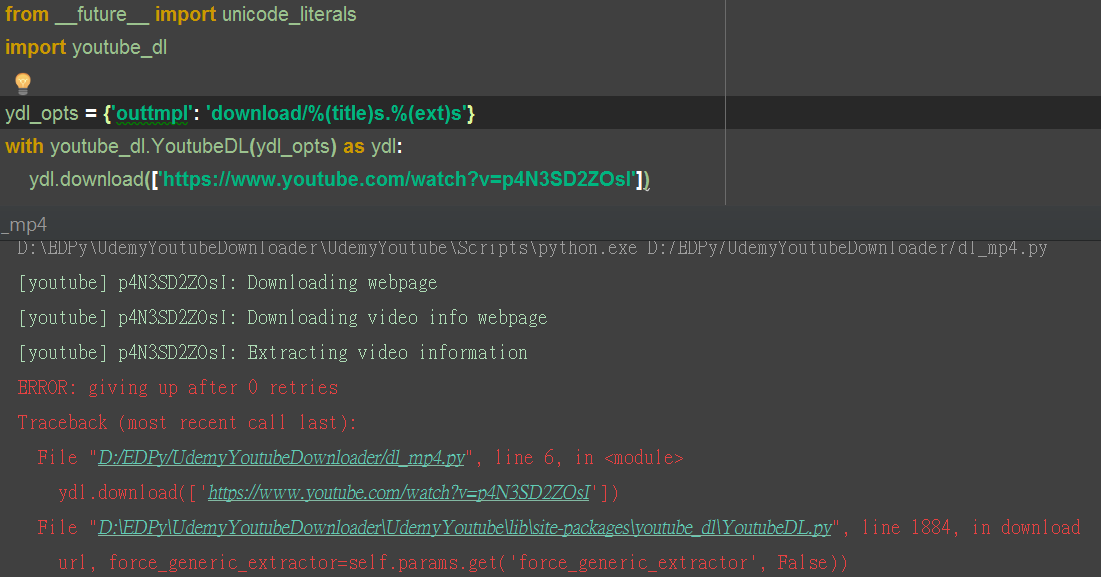 from __future__ import unicode_literals
import youtube_dl
ydl_opts = {'outtmpl': 'download/%(title)s.%(ext)s'}
with youtube_dl.YoutubeDL(ydl_opts) as ydl:
ydl.download(['https://www.youtube.com/watch?v=p4N3SD2ZOsI'])
_mp4
D:\EDPy\UdemyYoutubeDownloader\UdemyYoutube\Scripts\python.exe D:/EDPy/UdemyYoutubeDownloader/dl_mp4.py
[youtube] p4N3SD2ZOsI: Downloading webpage
[youtube] p4N3SD2ZOsI: Downloading video info webpage
[youtube] p4N3SD2ZOsI: Extracting video information
ERROR: giving up after 0 retries
Traceback (most recent call last):
File "D:/EDPy/UdemyYoutubeDownloader/dl_mp4.py", line 6, in <module>
ydl.download(['https://www.youtube.com/watch?v=p4N3SD2ZOsI'])
File "D:\EDPy\UdemyYoutubeDownloader\UdemyYoutube\lib\site-packages\youtube_dl\YoutubeDL.py", line 1884, in download
url, force_generic_extractor=self.params.get('force_generic_extractor', False))